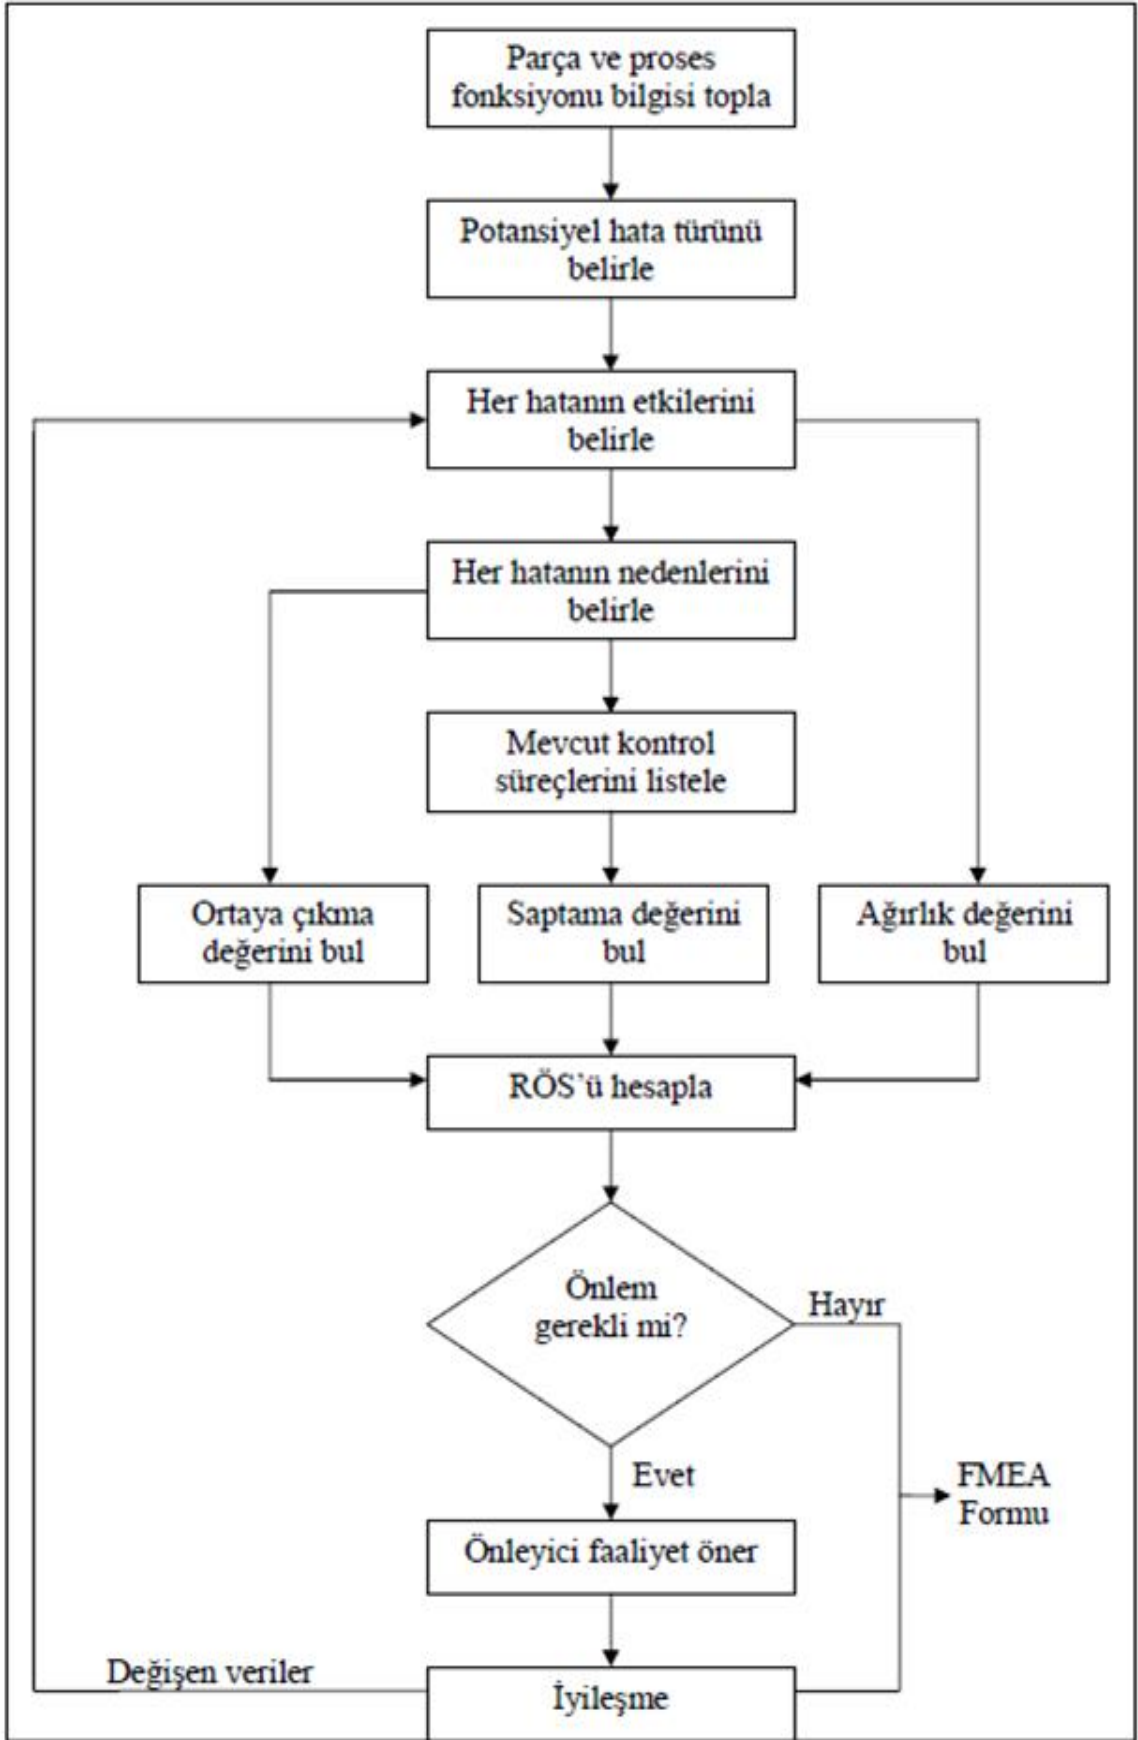 Parça ve proses
fonksiyonu bilgisi topla
Potansiyel hata türünü
belirle
Her hatanın etkilerini
belirle
Her hatanın nedenlerini
belirle
Mevcut kontrol
süreçlerini listele
Ortaya çıkma
değerini bul
Saptama değerini
bul
Ağırlık değerini
bul
RÖS'ü hesapla
Önlem
gerekli mi?
Hayır
Evet
FMEA
Formu
Önleyici faaliyet öner
Değişen veriler
İyileşme